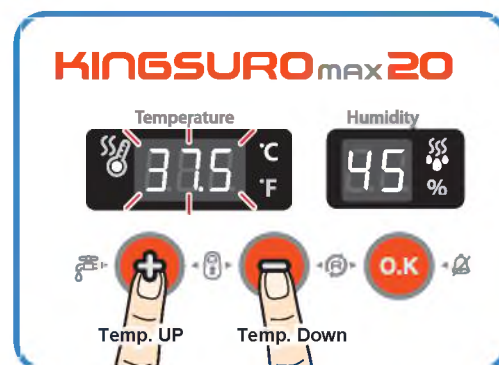 KINGSURO max 20
Temperature Humidity
37.5 °C °F 45 %
O.K
Temp. UP Temp. Down